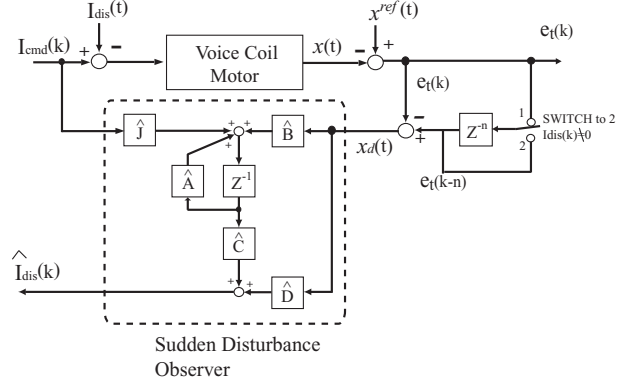 I_dis(t)
x^ref(t)
I_cmd(k)
+
−
Voice Coil
Motor
x(t)
−
+
e_t(k)
e_t(k)
−
+
Z^-n
1
2
SWITCH to 2
Idis(k)≠0
x_d(t)
e_t(k-n)
Ĵ
+
+
+
B̂
Â
Z^-1
Ĉ
D̂
+
+
Î_dis(k)
Sudden Disturbance
Observer